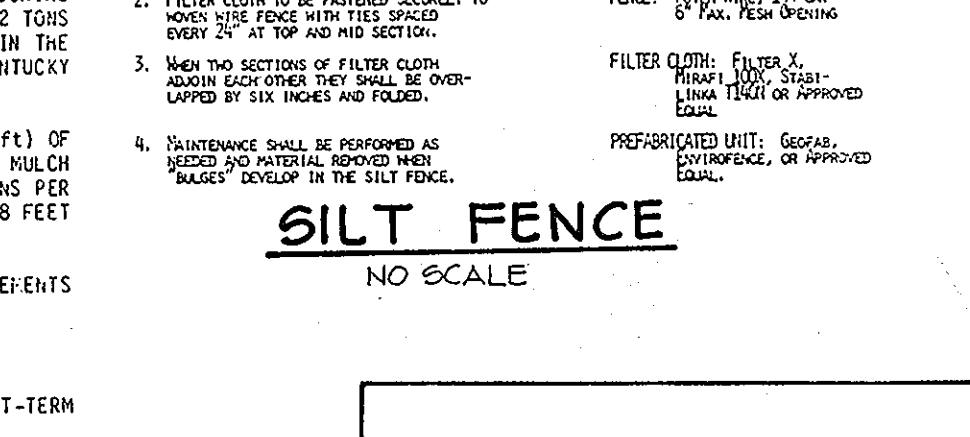 2 TONS
IN THE
NTUCKY
ft) OF
MULCH
NS PER
8 FEET
T-TERM
2. FILTER CLOTH TO BE FASTENED SECURELY TO
WOVEN WIRE FENCE WITH TIES SPACED
EVERY 24" AT TOP AND MID SECTION.
3. WHEN TWO SECTIONS OF FILTER CLOTH
ADJOIN EACH OTHER THEY SHALL BE OVER-
LAPPED BY SIX INCHES AND FOLDED.
4. MAINTENANCE SHALL BE PERFORMED AS
NEEDED AND MATERIAL REMOVED WHEN
"BULGES" DEVELOP IN THE SILT FENCE.
6" MAX. MESH OPENING
FILTER CLOTH: FILTER X,
MIRAFI 100X, STABI-
LINKA T140N OR APPROVED
EQUAL
PREFABRICATED UNIT: GEOFAB,
ENVIROFENCE, OR APPROVED
EQUAL.
SILT FENCE
NO SCALE